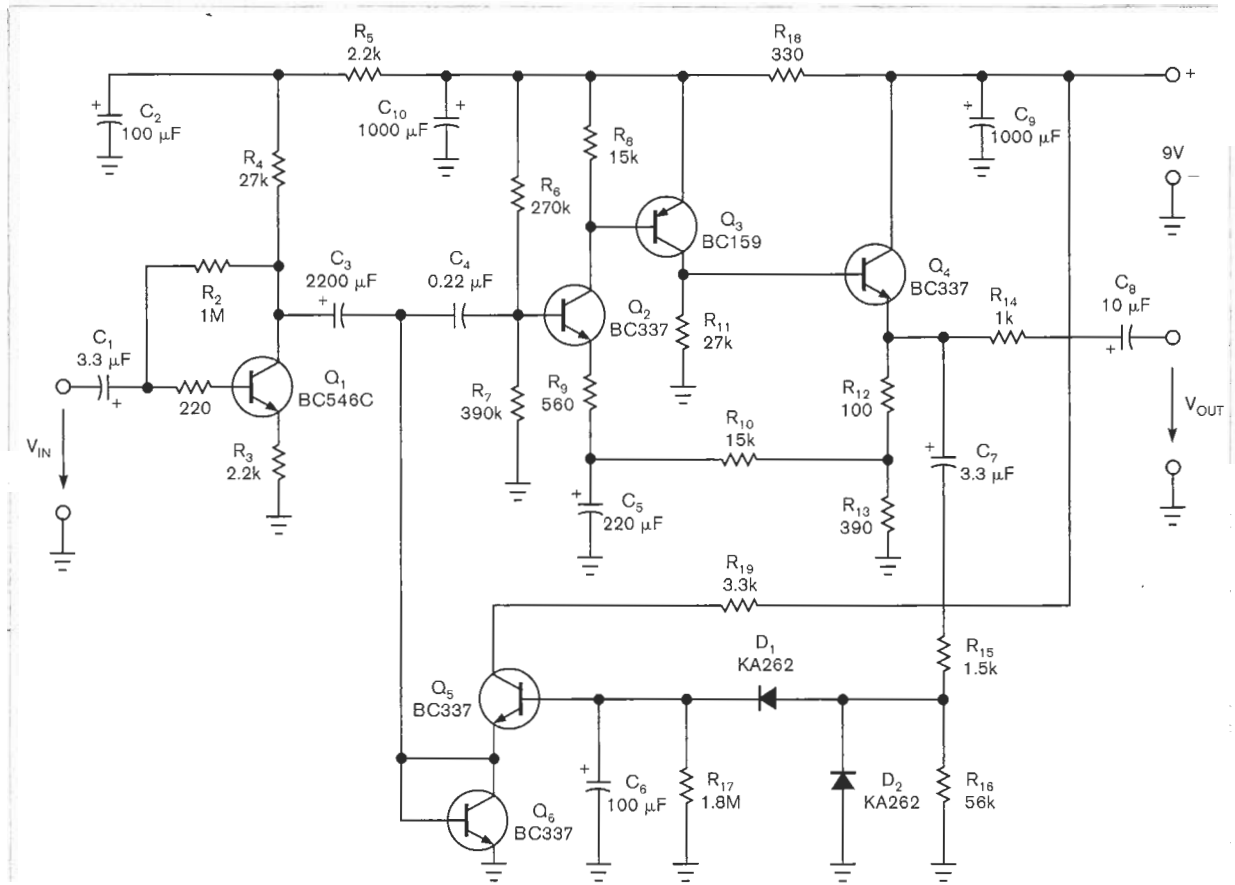 R5
2.2k
R18
330
+
+
C2
100 µF
C10
1000 µF
+
+
C9
1000 µF
R8
15k
R4
27k
9V
−
R6
270k
Q3
BC159
C3
2200 µF
C4
0.22 µF
Q4
BC337
C8
10 µF
R2
1M
+
Q2
BC337
R14
1k
R11
27k
+
C1
3.3 µF
+
Q1
BC546C
R9
560
R7
390k
R12
100
VOUT
220
VIN
R10
15k
C7
3.3 µF
+
R3
2.2k
+
C5
220 µF
R13
390
R19
3.3k
D1
KA262
R15
1.5k
Q5
BC337
+
C6
100 µF
R17
1.8M
D2
KA262
R16
56k
Q6
BC337